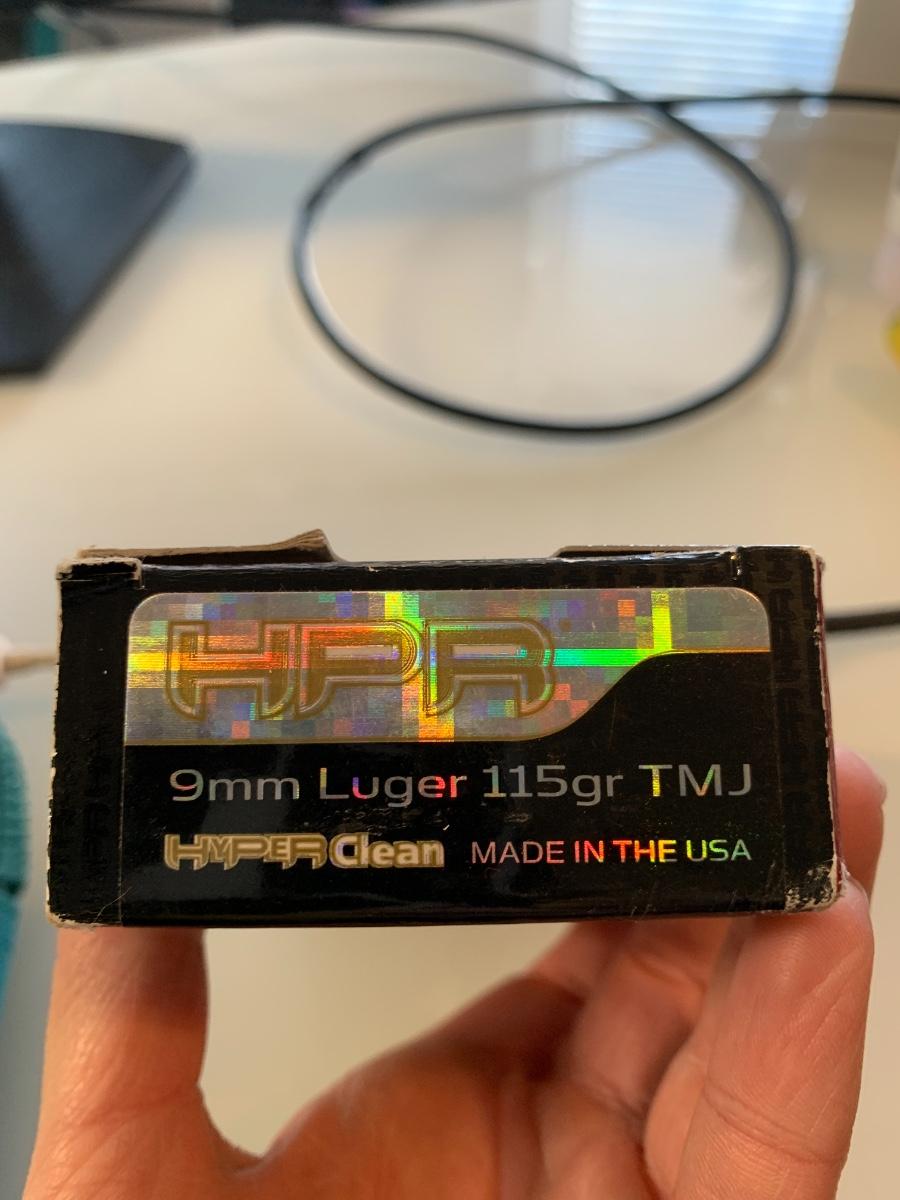 HPR
9mm Luger 115gr TMJ
HYPERClean MADE IN THE USA